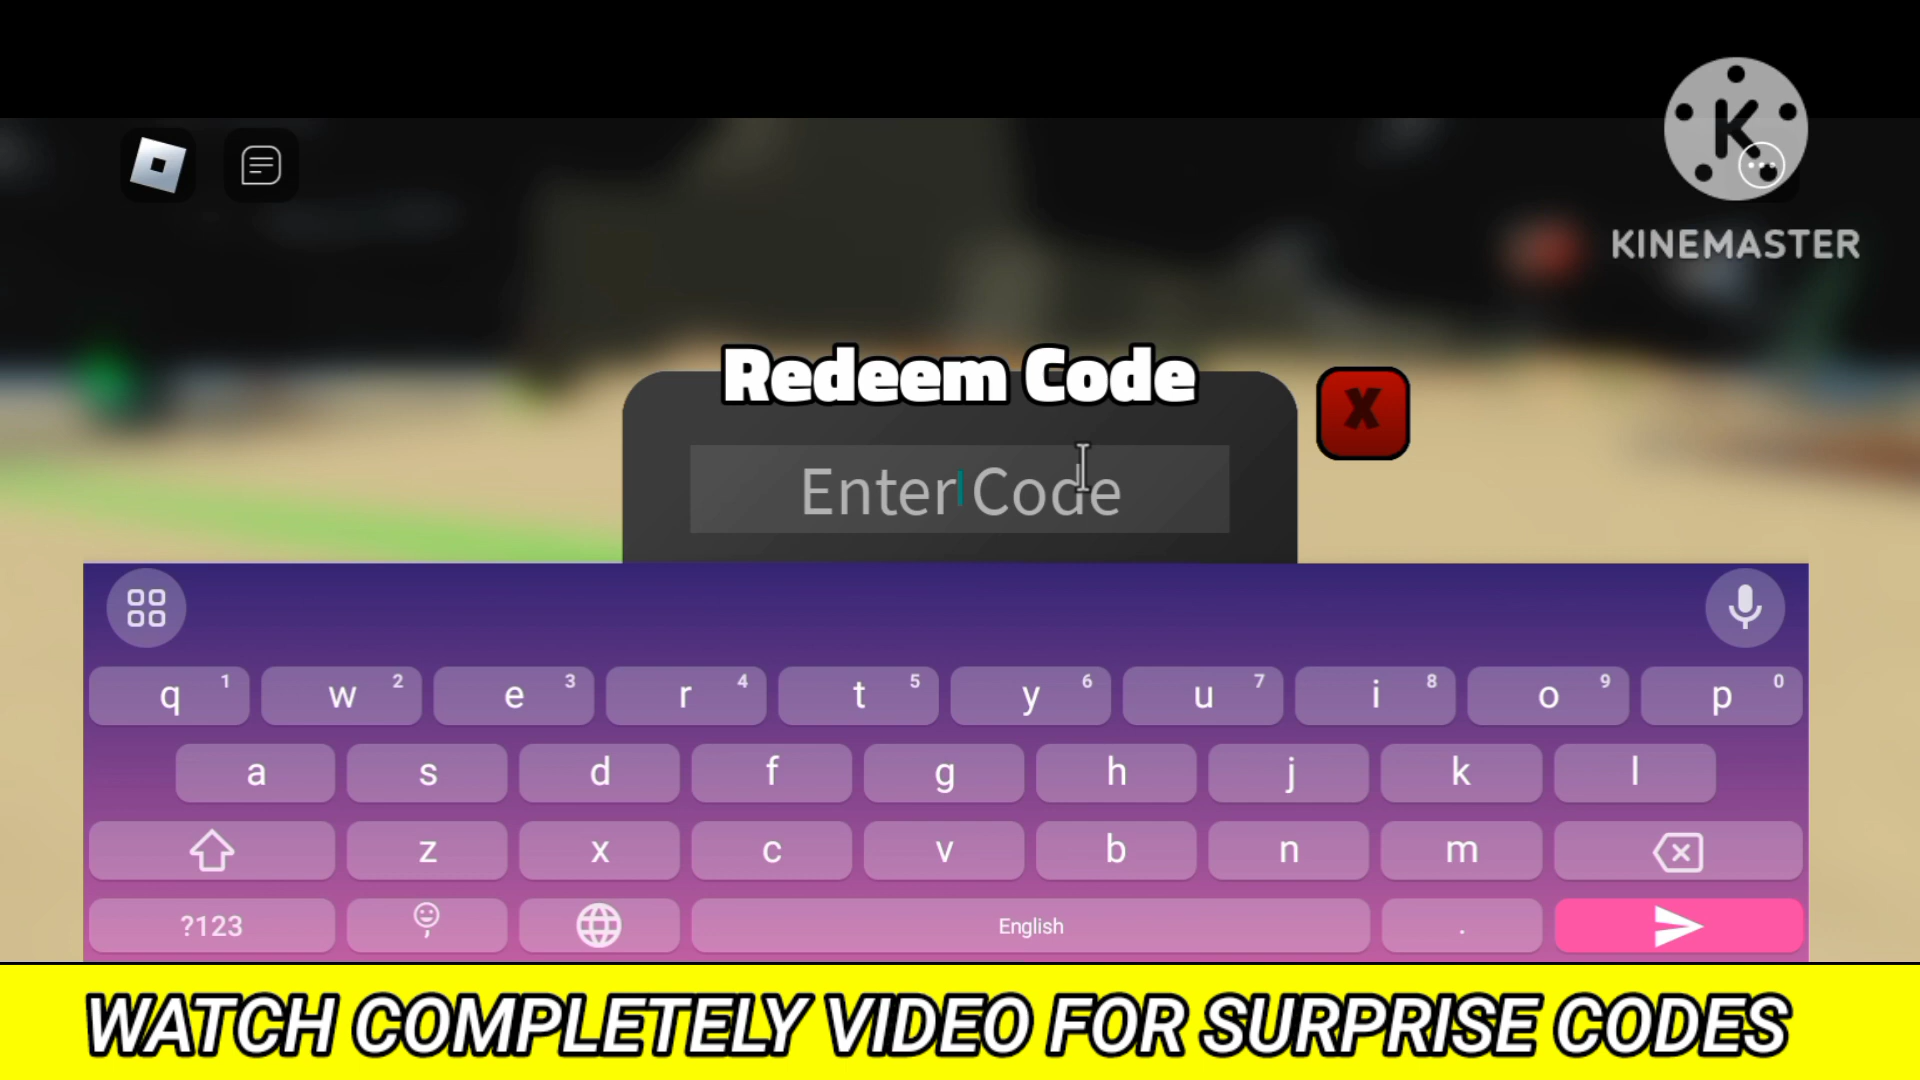 KINEMASTER
Redeem Code
X
Enter Code
q 1 w 2 e 3 r 4 t 5 y 6 u 7 i 8 o 9 p 0
a s d f g h j k l
z x c v b n m
?123 , English .
WATCH COMPLETELY VIDEO FOR SURPRISE CODES